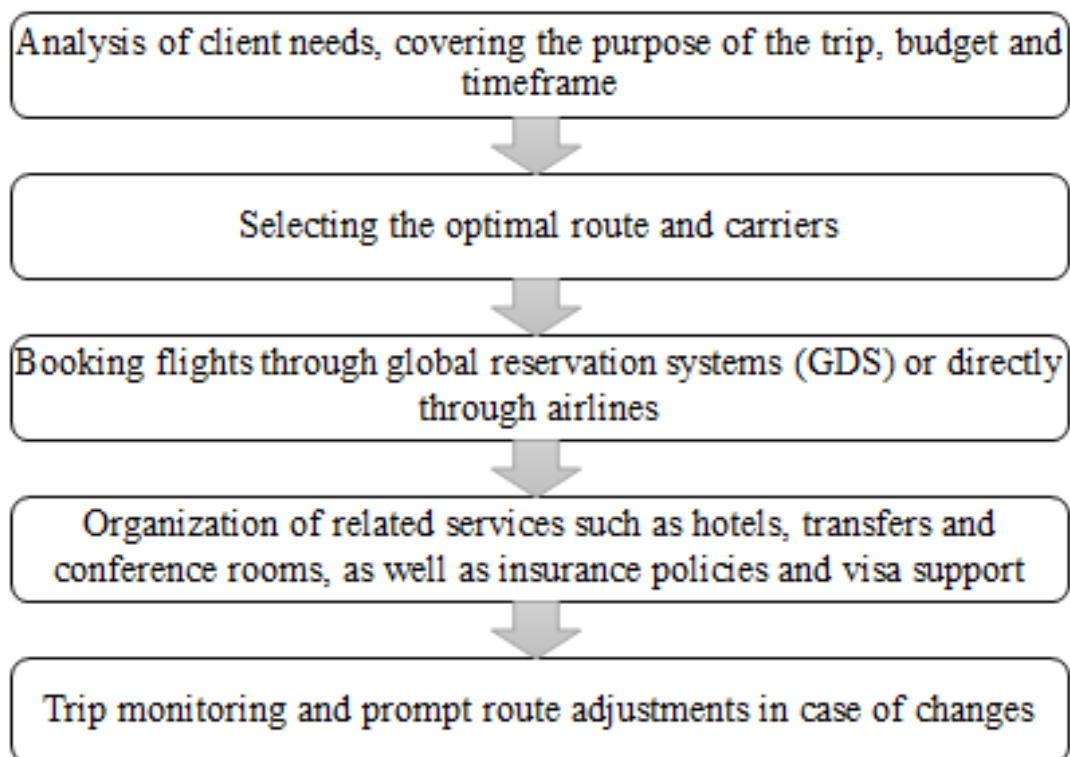 Analysis of client needs, covering the purpose of the trip, budget and
timeframe
Selecting the optimal route and carriers
Booking flights through global reservation systems (GDS) or directly
through airlines
Organization of related services such as hotels, transfers and
conference rooms, as well as insurance policies and visa support
Trip monitoring and prompt route adjustments in case of changes